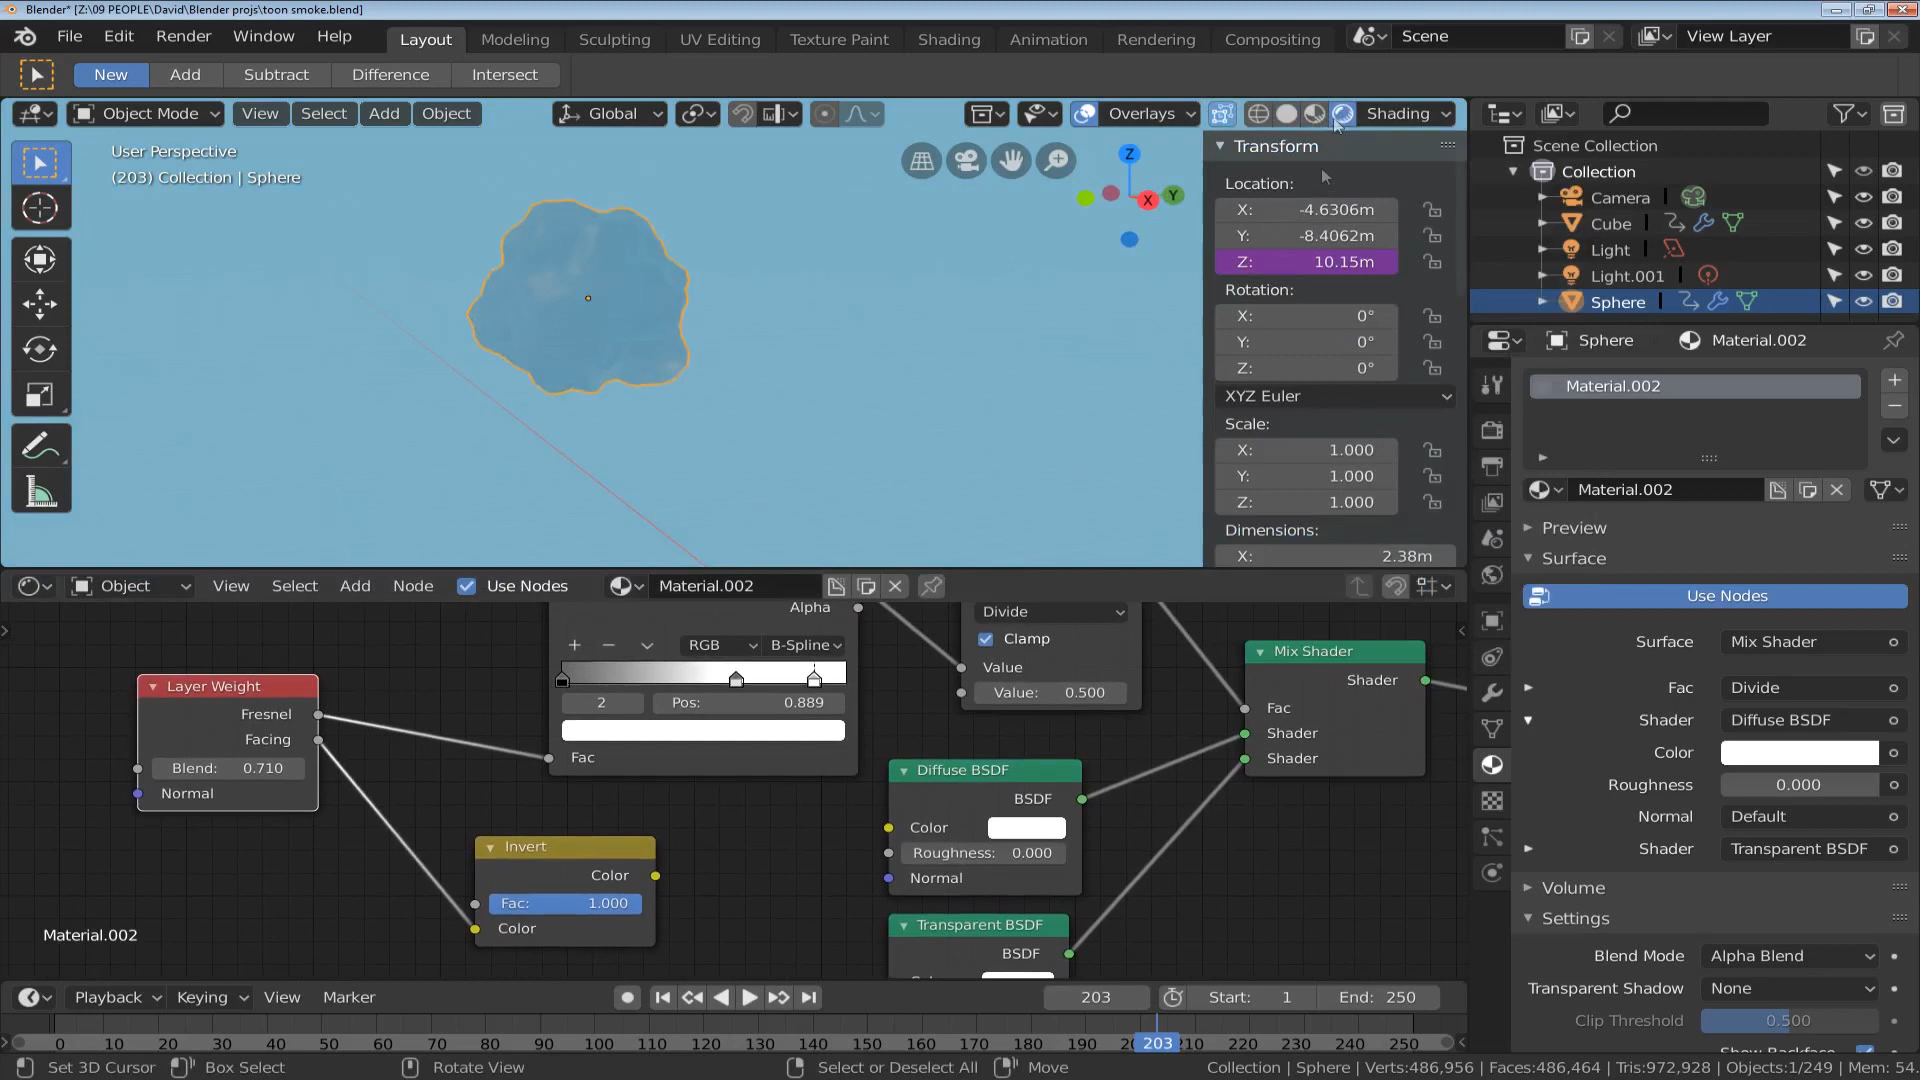 Blender* [Z:\09 PEOPLE\David\Blender projs\toon smoke.blend]
File Edit Render Window Help Layout Modeling Sculpting UV Editing Texture Paint Shading Animation Rendering Compositing Scene View Layer
New Add Subtract Difference Intersect
Object Mode View Select Add Object Global Overlays Shading
User Perspective
(203) Collection | Sphere
Z
X
Y
Transform
Location:
X: -4.6306m
Y: -8.4062m
Z: 10.15m
Rotation:
X: 0°
Y: 0°
Z: 0°
XYZ Euler
Scale:
X: 1.000
Y: 1.000
Z: 1.000
Dimensions:
X: 2.38m
Scene Collection
Collection
Camera
Cube
Light
Light.001
Sphere
Sphere Material.002
Material.002
Material.002
Preview
Surface
Use Nodes
Surface Mix Shader
Fac Divide
Shader Diffuse BSDF
Color
Roughness 0.000
Normal Default
Shader Transparent BSDF
Volume
Settings
Blend Mode Alpha Blend
Transparent Shadow None
Clip Threshold 0.500
Show Backface
Object View Select Add Node Use Nodes Material.002
Layer Weight
Fresnel
Facing
Blend: 0.710
Normal
Alpha
RGB B-Spline
2 Pos: 0.889
Fac
Invert
Color
Fac: 1.000
Color
Divide
Clamp
Value
Value: 0.500
Diffuse BSDF
BSDF
Color
Roughness: 0.000
Normal
Transparent BSDF
BSDF
Mix Shader
Shader
Fac
Shader
Shader
Material.002
Playback Keying View Marker 203 Start: 1 End: 250
0 10 20 30 40 50 60 70 80 90 100 110 120 130 140 150 160 170 180 190 203 210 220 230 240 250
Set 3D Cursor Box Select Rotate View Select or Deselect All Move Collection | Sphere | Verts:486,956 | Faces:486,464 | Tris:972,928 | Objects:1/249 | Mem: 54.